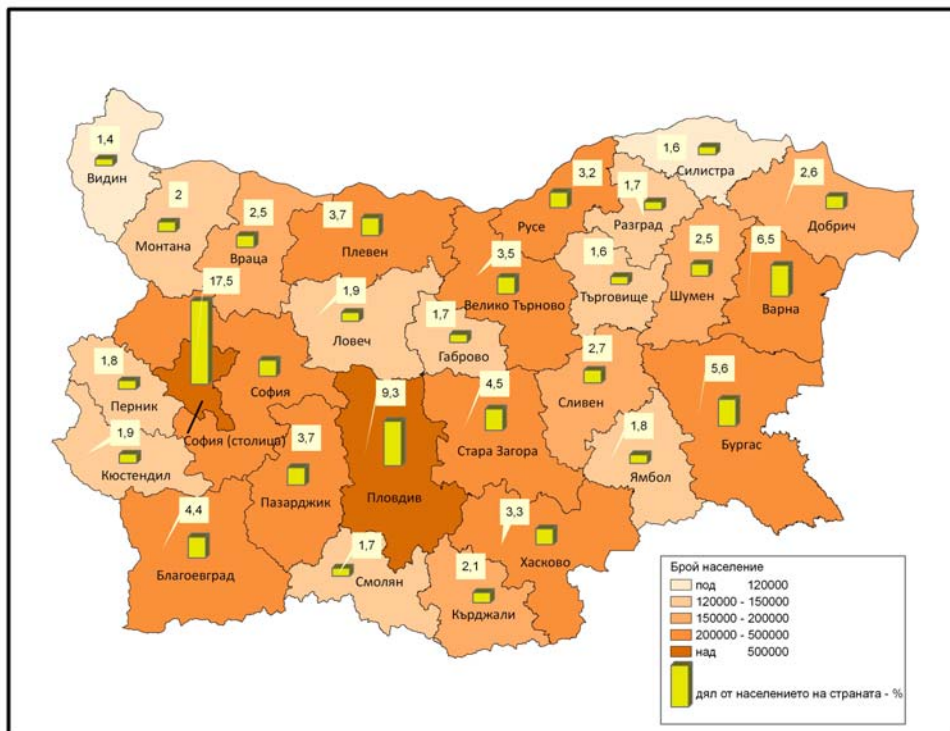 1,4
Видин
2
Монтана
2,5
Враца
3,7
Плевен
3,2
Русе
1,6
Силистра
1,7
Разград
2,6
Добрич
3,5
Велико Търново
1,6
Търговище
2,5
Шумен
6,5
Варна
17,5
1,9
Ловеч
1,7
Габрово
1,8
Перник
София
2,7
Сливен
5,6
Бургас
9,3
Пловдив
4,5
Стара Загора
1,9
Кюстендил
София (столица)
3,7
Пазарджик
1,8
Ямбол
4,4
Благоевград
1,7
Смолян
3,3
Хасково
2,1
Кърджали
Брой население
под 120000
120000 - 150000
150000 - 200000
200000 - 500000
над 500000
дял от населението на страната - %